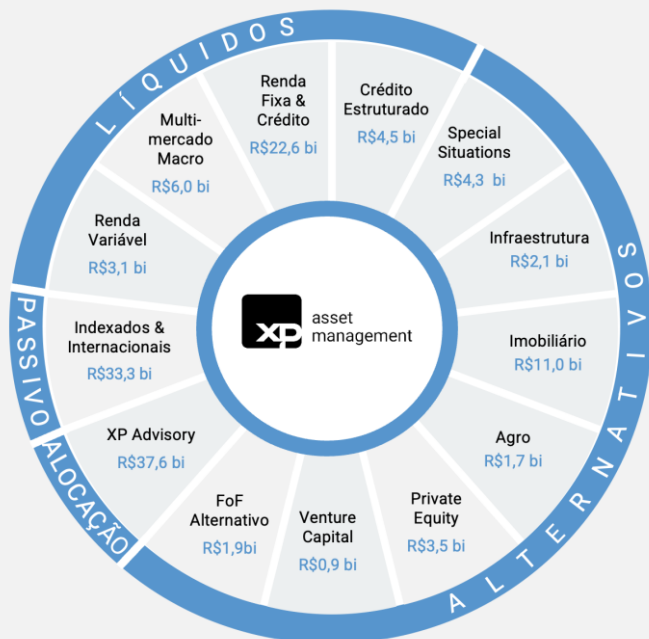 LÍQUIDOS
Renda
Fixa &
Crédito
R$22,6 bi
Crédito
Estruturado
R$4,5 bi
Special
Situations
R$4,3 bi
Infraestrutura
R$2,1 bi
Imobiliário
R$11,0 bi
Agro
R$1,7 bi
Private
Equity
R$3,5 bi
Venture
Capital
R$0,9 bi
FoF
Alternativo
R$1,9bi
ALTERNATIVOS
XP Advisory
R$37,6 bi
ALOCAÇÃO
Indexados &
Internacionais
R$33,3 bi
PASSIVO
Renda
Variável
R$3,1 bi
Multi-
mercado
Macro
R$6,0 bi
xp
asset
management